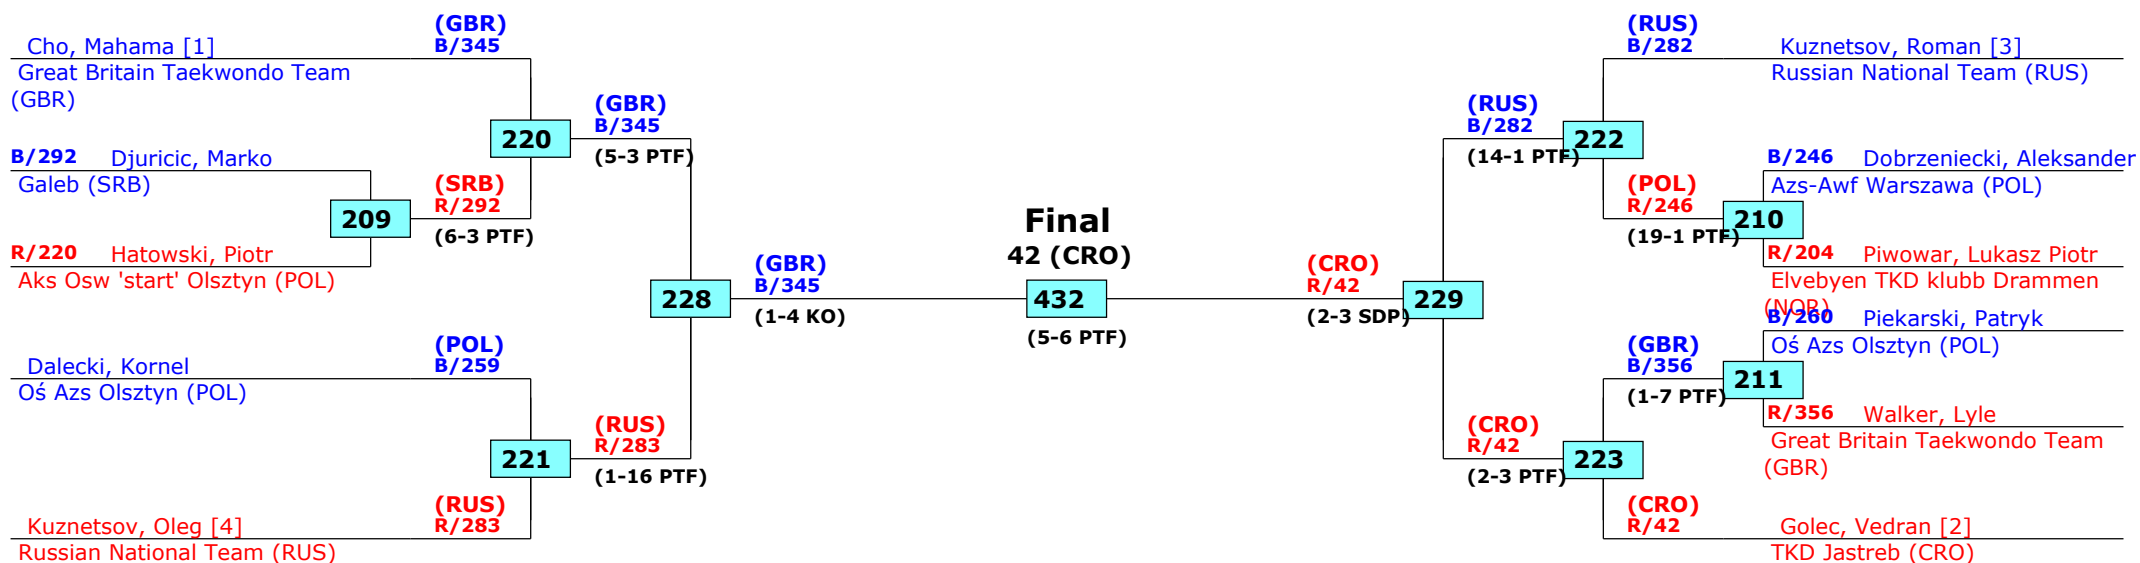 (GBR)
B/345
Cho, Mahama [1]
Great Britain Taekwondo Team
(GBR)
B/292 Djuricic, Marko
Galeb (SRB)
R/220 Hatowski, Piotr
Aks Osw 'start' Olsztyn (POL)
209
(SRB)
R/292
(6-3 PTF)
220
(GBR)
B/345
(5-3 PTF)
(POL)
B/259
Dalecki, Kornel
Oś Azs Olsztyn (POL)
221
(RUS)
R/283
Kuznetsov, Oleg [4]
Russian National Team (RUS)
(RUS)
R/283
(1-16 PTF)
228
(GBR)
B/345
(1-4 KO)
Final
42 (CRO)
432
(5-6 PTF)
(CRO)
R/42
(2-3 SDP)
229
(RUS)
B/282
(14-1 PTF)
222
(RUS)
B/282
Kuznetsov, Roman [3]
Russian National Team (RUS)
(POL)
R/246
(19-1 PTF)
210
B/246 Dobrzeniecki, Aleksander
Azs-Awf Warszawa (POL)
R/204 Piwowar, Lukasz Piotr
Elvebyen TKD klubb Drammen
(NOR)
B/260 Piekarski, Patryk
Oś Azs Olsztyn (POL)
(GBR)
B/356
(1-7 PTF)
211
R/356 Walker, Lyle
Great Britain Taekwondo Team
(GBR)
(CRO)
R/42
(2-3 PTF)
223
(CRO)
R/42
Golec, Vedran [2]
TKD Jastreb (CRO)